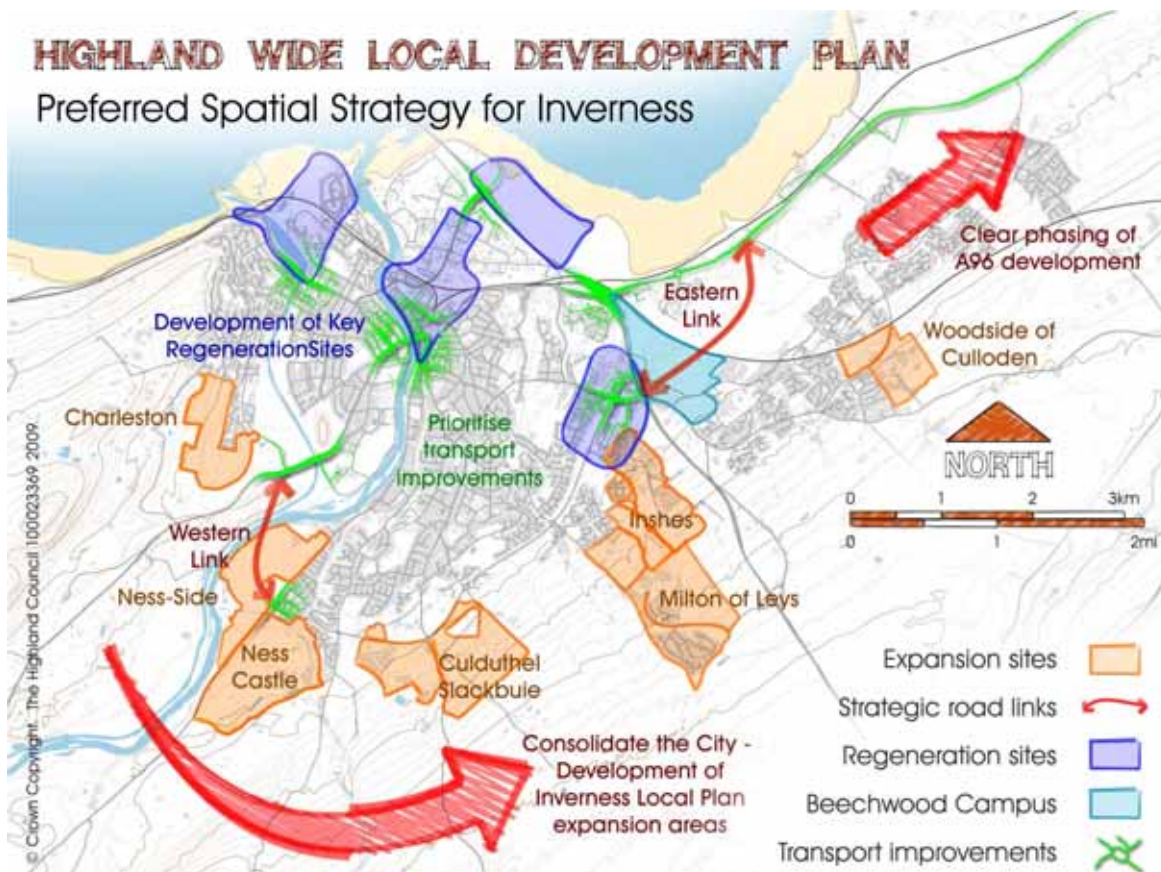 HIGHLAND WIDE LOCAL DEVELOPMENT PLAN
Preferred Spatial Strategy for Inverness
Clear phasing of
A96 development
Eastern
Link
Development of Key
RegenerationSites
Woodside of
Culloden
Charleston
Prioritise
transport
improvements
NORTH
0 1 2 3km
0 1 2mi
Western
Link
Inshes
Ness-Side
Milton of Leys
Ness
Castle
Culduthel
Slackbuie
Consolidate the City -
Development of
Inverness Local Plan
expansion areas
Expansion sites
Strategic road links
Regeneration sites
Beechwood Campus
Transport improvements
© Crown Copyright. The Highland Council 100023369 2009.